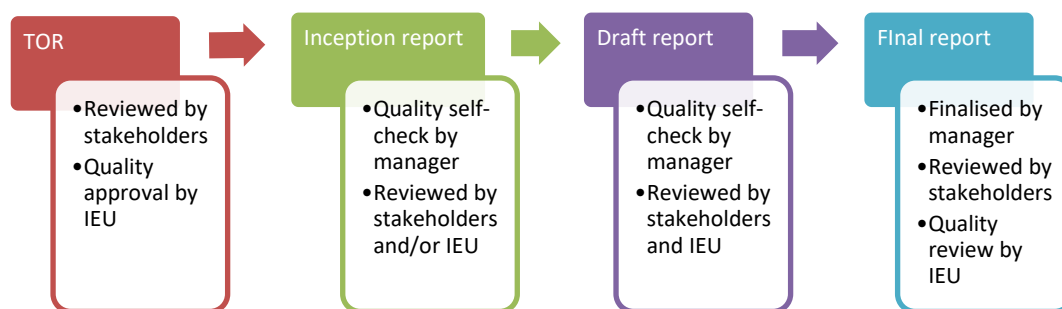 TOR
•Reviewed by
stakeholders
•Quality
approval by
IEU
Inception report
•Quality self-
check by
manager
•Reviewed by
stakeholders
and/or IEU
Draft report
•Quality self-
check by
manager
•Reviewed by
stakeholders
and IEU
FInal report
•Finalised by
manager
•Reviewed by
stakeholders
•Quality
review by
IEU